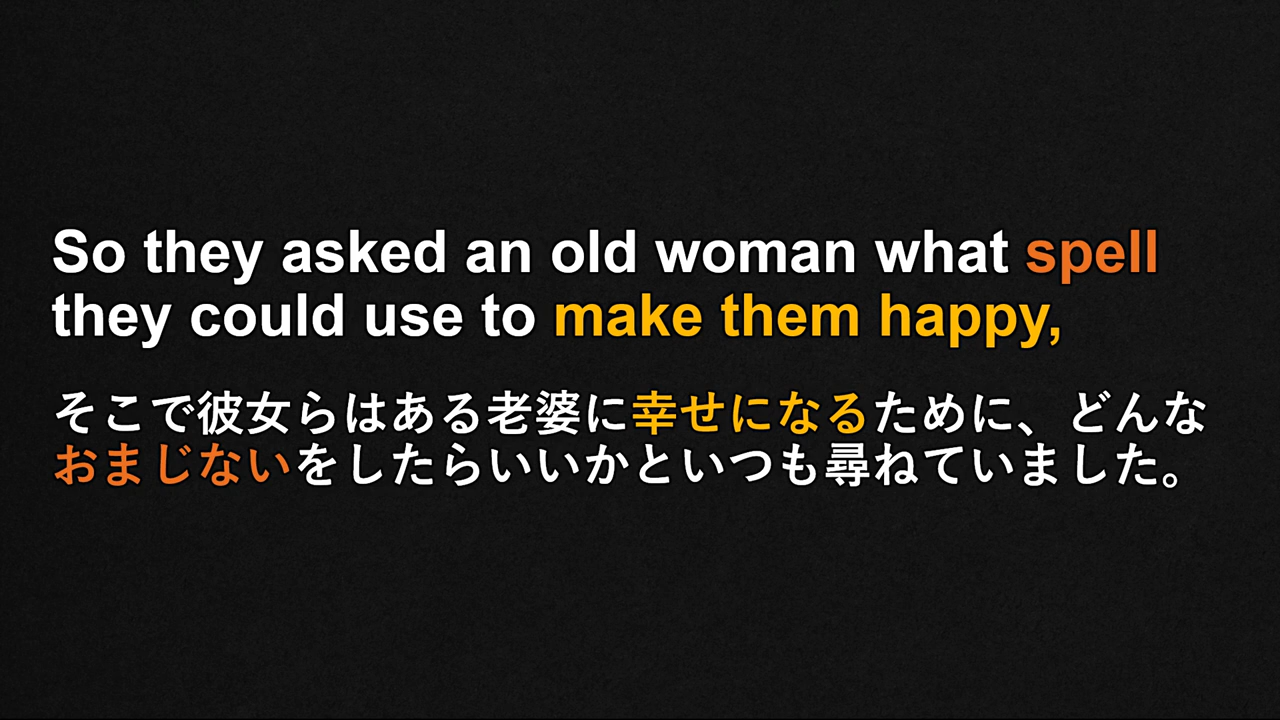 So they asked an old woman what spell
they could use to make them happy,
そこで彼女らはある老婆に幸せになるために、どんな
おまじないをしたらいいかといつも尋ねていました。